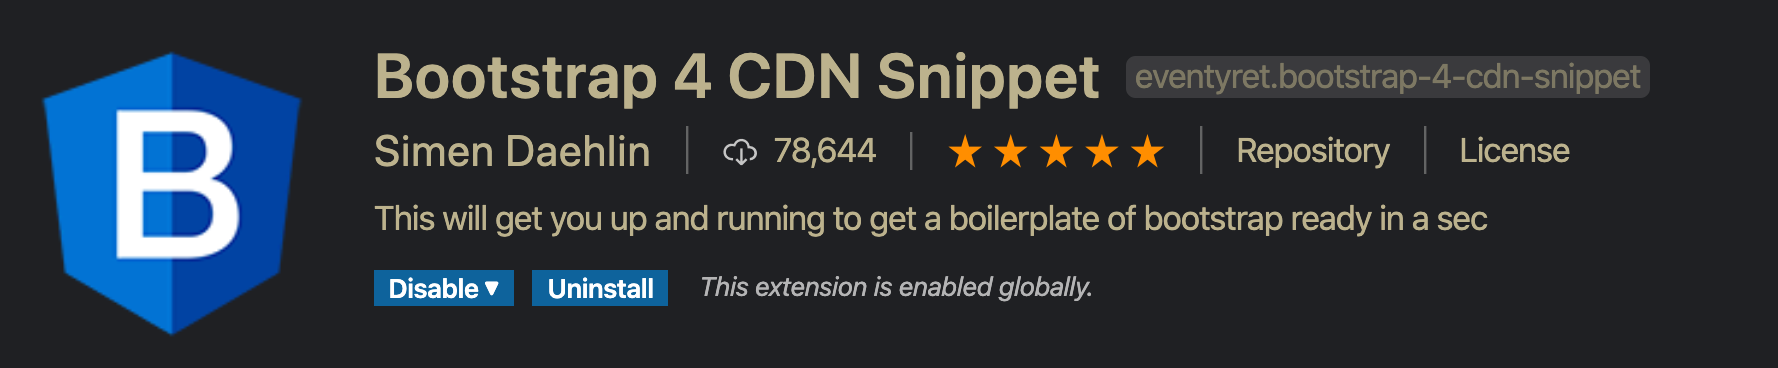 B
Bootstrap 4 CDN Snippet eventyret.bootstrap-4-cdn-snippet
Simen Daehlin 78,644 Repository License
This will get you up and running to get a boilerplate of bootstrap ready in a sec
Disable Uninstall This extension is enabled globally.